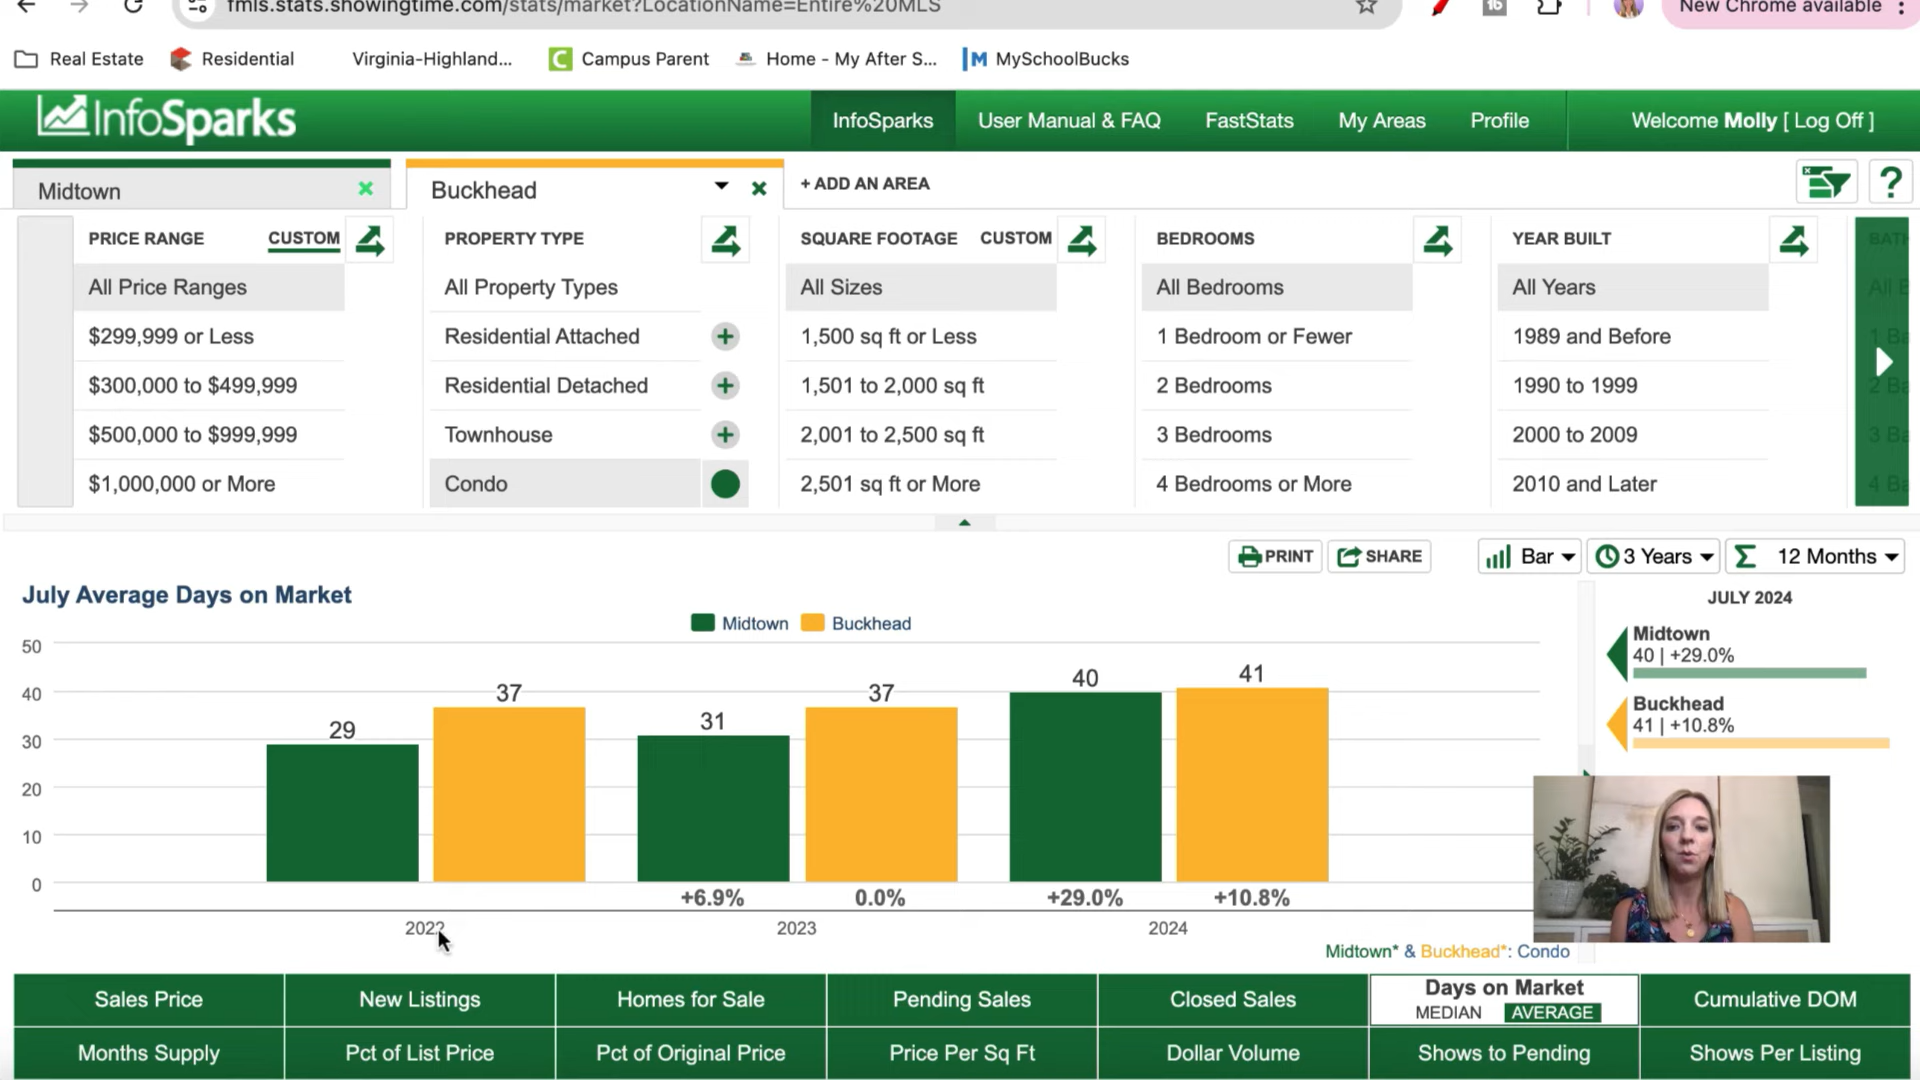 fmls.stats.showingtime.com/stats/market?LocationName=Entire%20MLS
16
New Chrome available
Real Estate
Residential
Virginia-Highland...
C Campus Parent
Home - My After S...
M MySchoolBucks
InfoSparks
InfoSparks
User Manual & FAQ
FastStats
My Areas
Profile
Welcome Molly [ Log Off ]
Midtown
Buckhead
+ ADD AN AREA
?
PRICE RANGE
CUSTOM
All Price Ranges
$299,999 or Less
$300,000 to $499,999
$500,000 to $999,999
$1,000,000 or More
PROPERTY TYPE
All Property Types
Residential Attached
Residential Detached
Townhouse
Condo
SQUARE FOOTAGE
CUSTOM
All Sizes
1,500 sq ft or Less
1,501 to 2,000 sq ft
2,001 to 2,500 sq ft
2,501 sq ft or More
BEDROOMS
All Bedrooms
1 Bedroom or Fewer
2 Bedrooms
3 Bedrooms
4 Bedrooms or More
YEAR BUILT
All Years
1989 and Before
1990 to 1999
2000 to 2009
2010 and Later
PRINT
SHARE
Bar
3 Years
12 Months
July Average Days on Market
Midtown
Buckhead
50
40
30
20
10
0
29
37
31
37
40
41
+6.9%
0.0%
+29.0%
+10.8%
2022
2023
2024
Midtown* & Buckhead*: Condo
JULY 2024
Midtown
40 | +29.0%
Buckhead
41 | +10.8%
Sales Price
New Listings
Homes for Sale
Pending Sales
Closed Sales
Days on Market
MEDIAN
AVERAGE
Cumulative DOM
Months Supply
Pct of List Price
Pct of Original Price
Price Per Sq Ft
Dollar Volume
Shows to Pending
Shows Per Listing